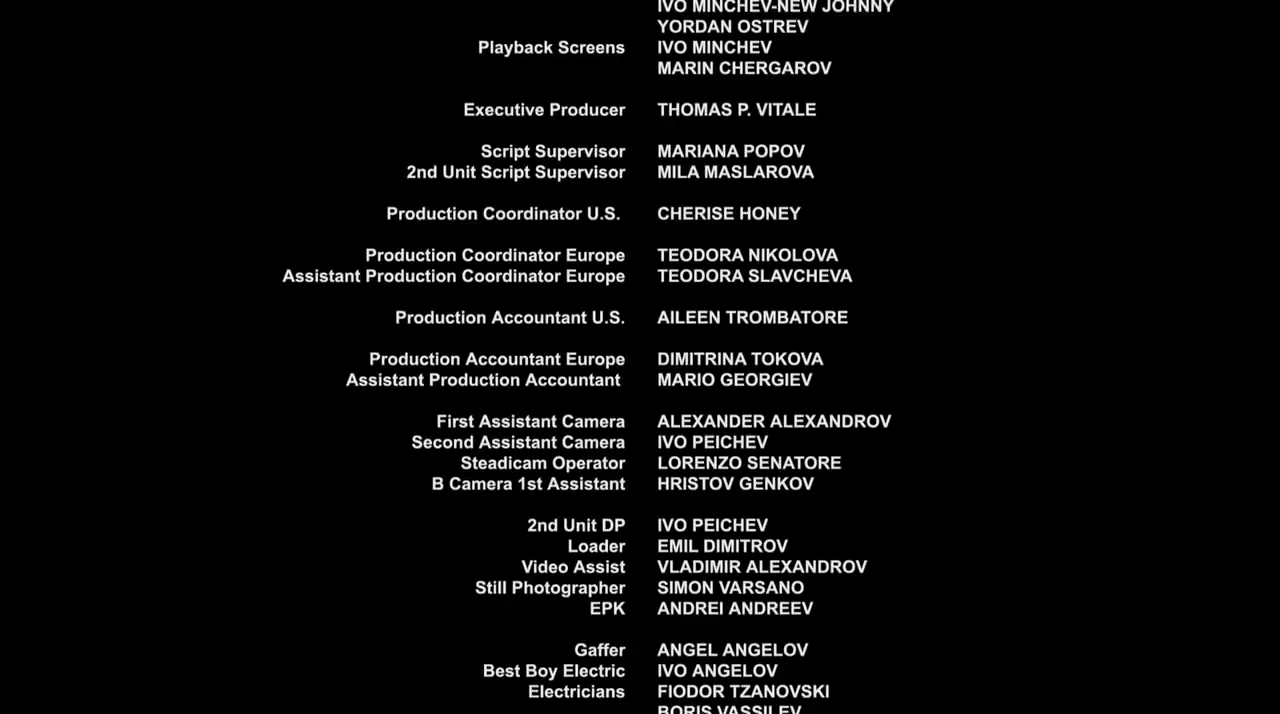 IVO MINCHEV-NEW JOHNNY
YORDAN OSTREV
Playback Screens IVO MINCHEV
MARIN CHERGAROV
Executive Producer THOMAS P. VITALE
Script Supervisor MARIANA POPOV
2nd Unit Script Supervisor MILA MASLAROVA
Production Coordinator U.S. CHERISE HONEY
Production Coordinator Europe TEODORA NIKOLOVA
Assistant Production Coordinator Europe TEODORA SLAVCHEVA
Production Accountant U.S. AILEEN TROMBATORE
Production Accountant Europe DIMITRINA TOKOVA
Assistant Production Accountant MARIO GEORGIEV
First Assistant Camera ALEXANDER ALEXANDROV
Second Assistant Camera IVO PEICHEV
Steadicam Operator LORENZO SENATORE
B Camera 1st Assistant HRISTOV GENKOV
2nd Unit DP IVO PEICHEV
Loader EMIL DIMITROV
Video Assist VLADIMIR ALEXANDROV
Still Photographer SIMON VARSANO
EPK ANDREI ANDREEV
Gaffer ANGEL ANGELOV
Best Boy Electric IVO ANGELOV
Electricians FIODOR TZANOVSKI
BORIS VASSILEV